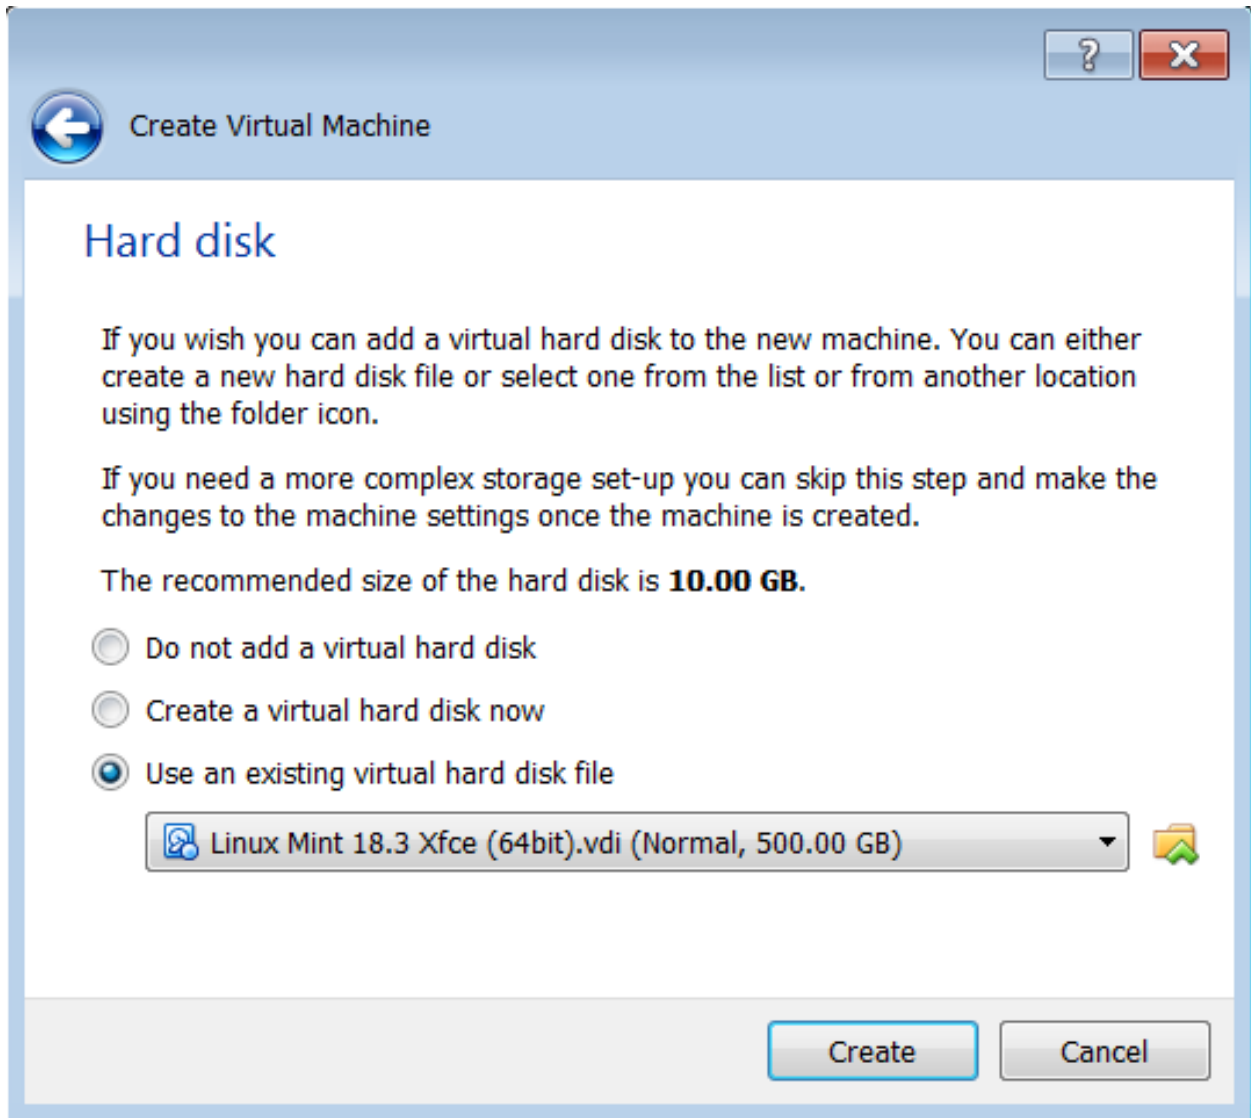 ?
Create Virtual Machine
Hard disk
If you wish you can add a virtual hard disk to the new machine. You can either
create a new hard disk file or select one from the list or from another location
using the folder icon.
If you need a more complex storage set-up you can skip this step and make the
changes to the machine settings once the machine is created.
The recommended size of the hard disk is 10.00 GB.
Do not add a virtual hard disk
Create a virtual hard disk now
Use an existing virtual hard disk file
Linux Mint 18.3 Xfce (64bit).vdi (Normal, 500.00 GB)
Create
Cancel